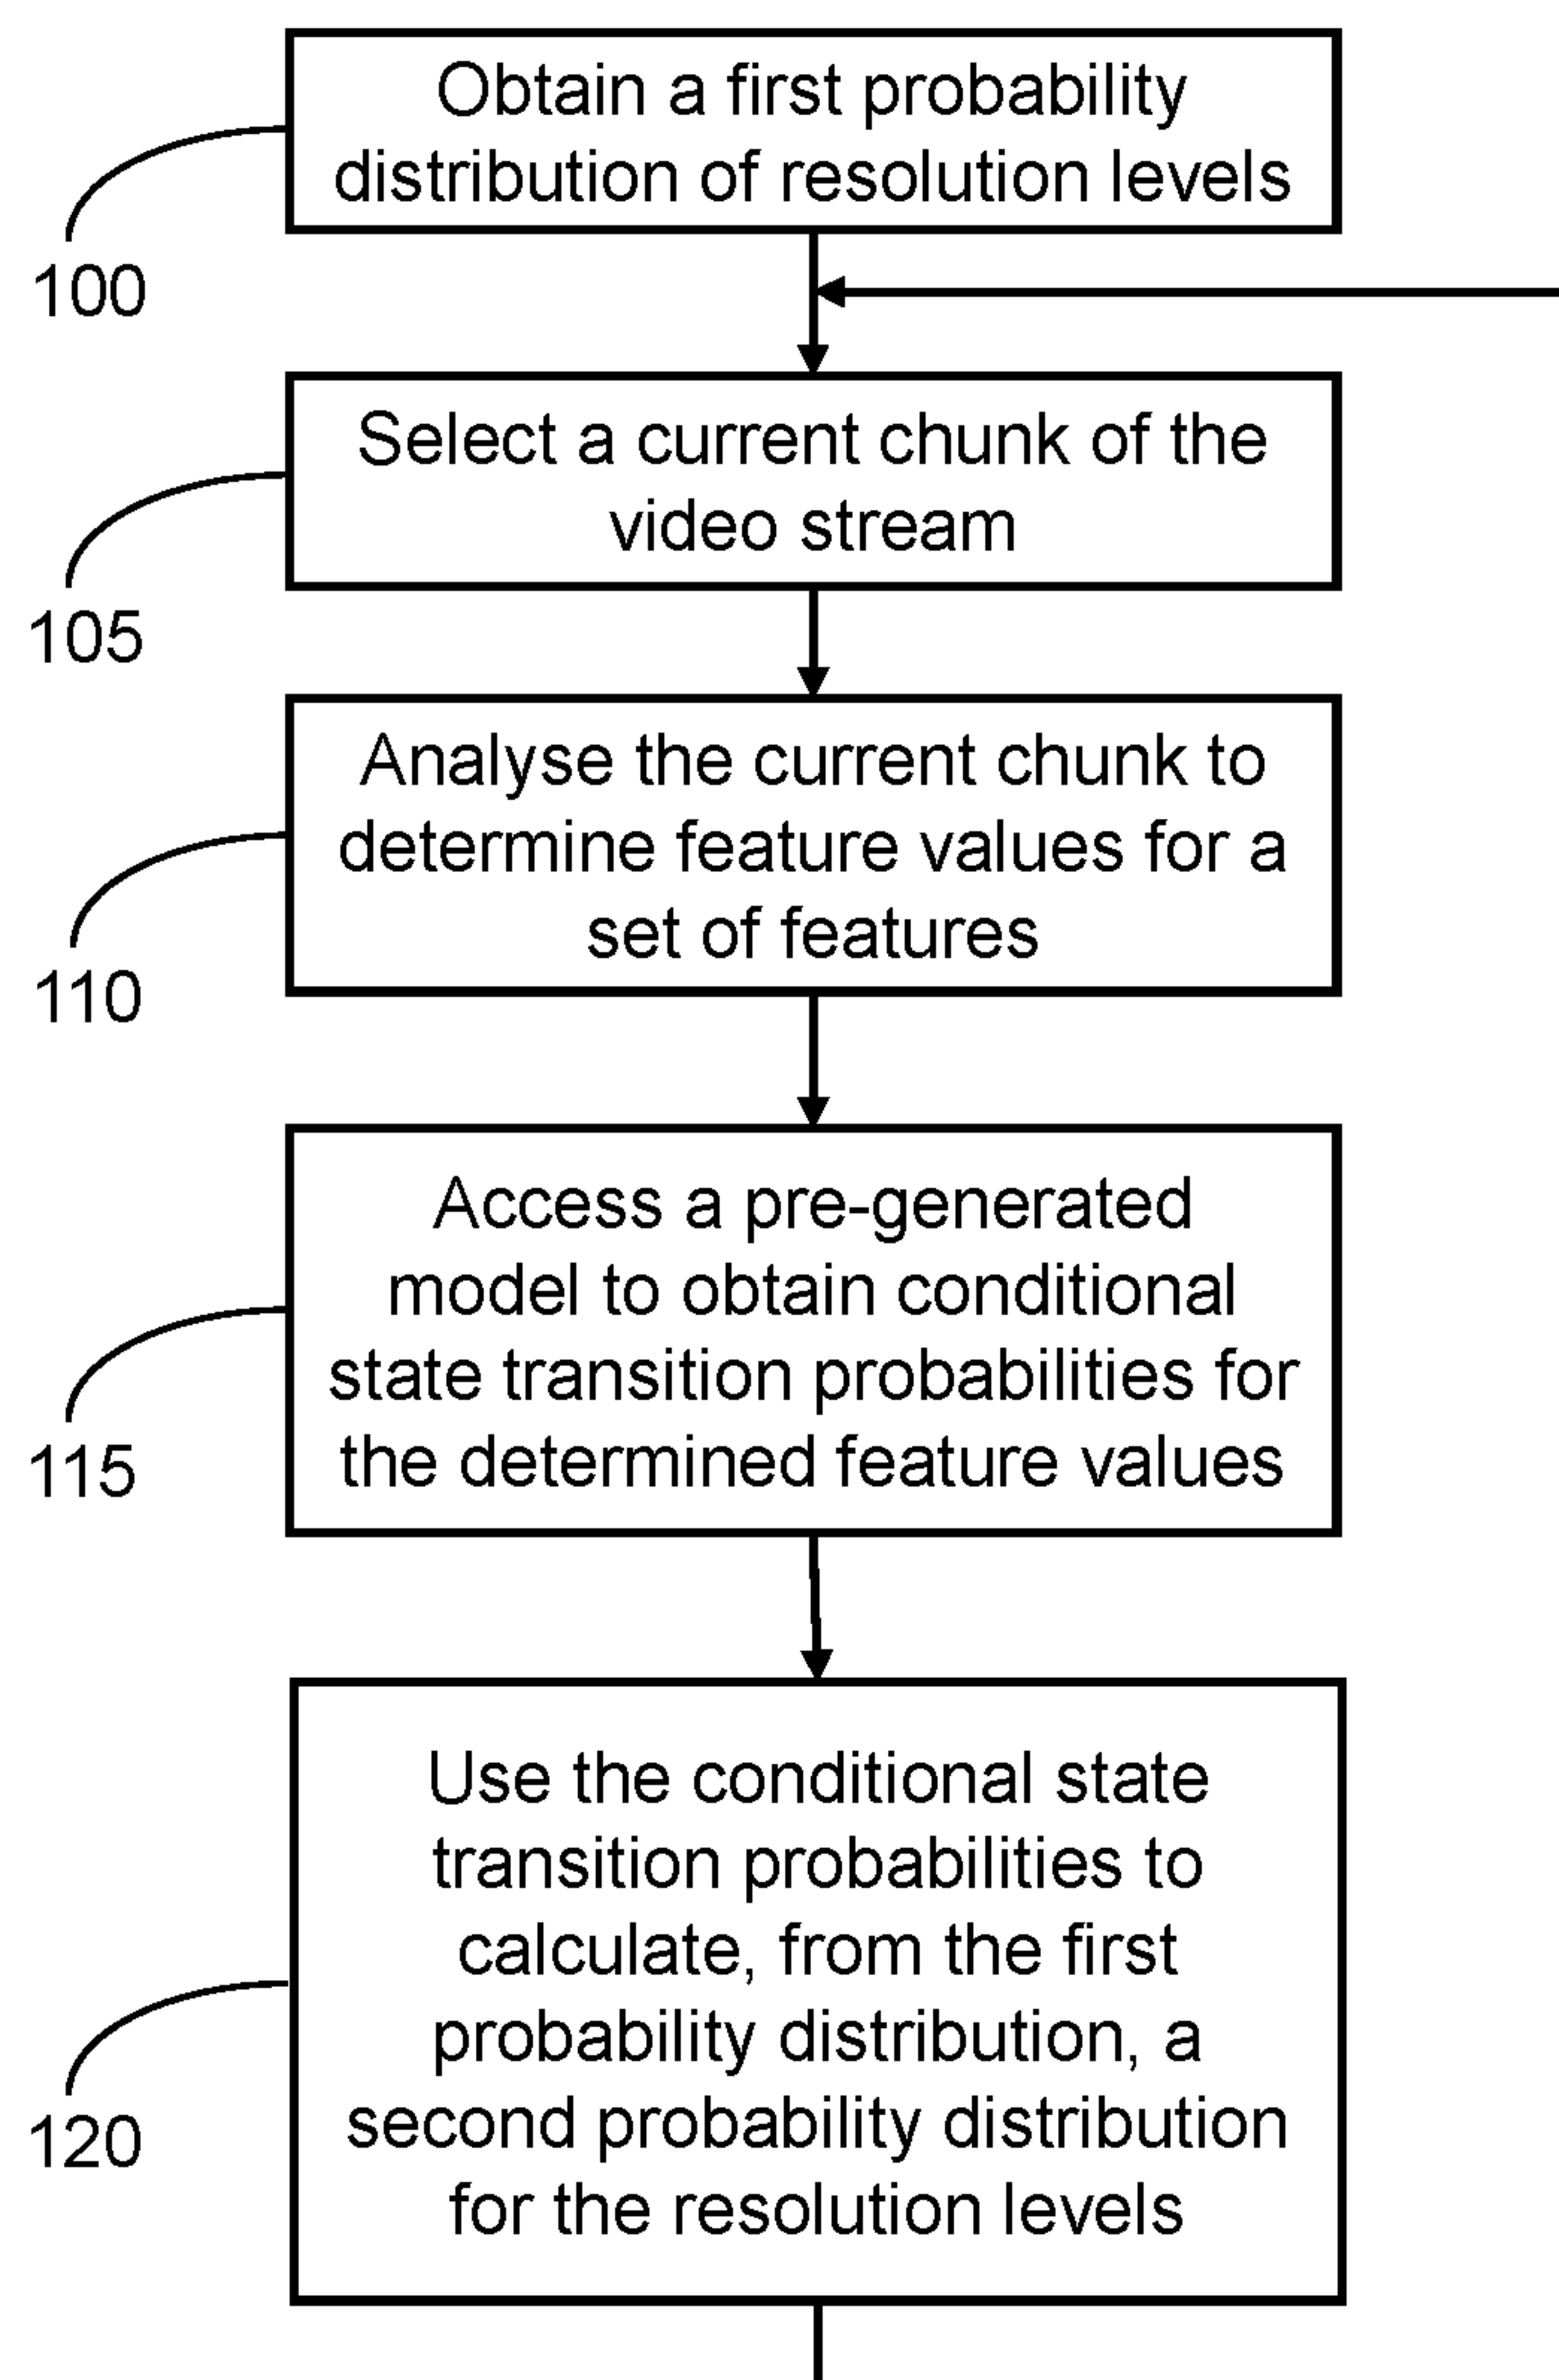 Obtain a first probability
distribution of resolution levels
100
Select a current chunk of the
video stream
105
Analyse the current chunk to
determine feature values for a
set of features
110
Access a pre-generated
model to obtain conditional
state transition probabilities for
the determined feature values
115
Use the conditional state
transition probabilities to
calculate, from the first
probability distribution, a
second probability distribution
for the resolution levels
120